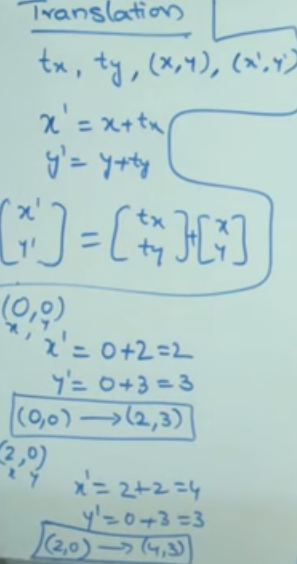 Translation
tx, ty, (x,y), (x',y')
x' = x+tx
y' = y+ty
[x' y'] = [tx ty] + [x y]
(0,0)
x, y
x' = 0+2=2
y' = 0+3=3
(0,0) → (2,3)
(2,0)
x y
x' = 2+2=4
y' = 0+3=3
(2,0) → (4,3)